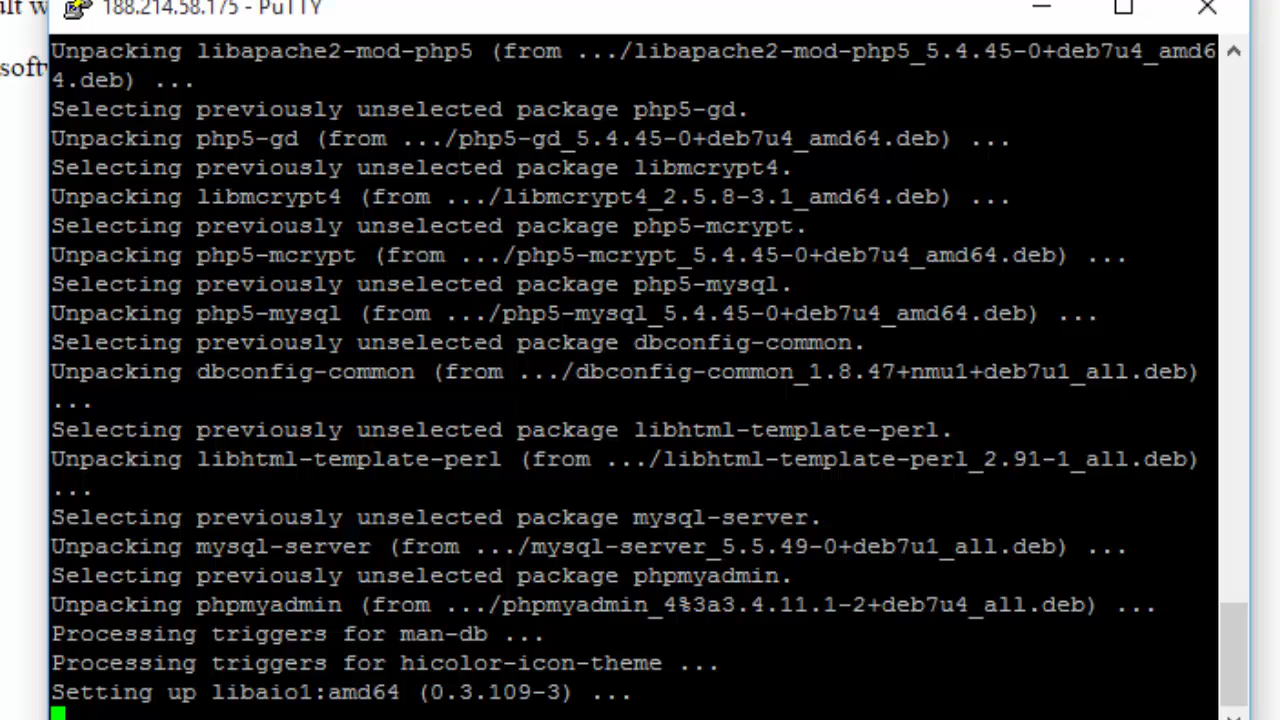 ult w
188.214.58.175 - PuTTY
softw
Unpacking libapache2-mod-php5 (from .../libapache2-mod-php5_5.4.45-0+deb7u4_amd6
4.deb) ...
Selecting previously unselected package php5-gd.
Unpacking php5-gd (from .../php5-gd_5.4.45-0+deb7u4_amd64.deb) ...
Selecting previously unselected package libmcrypt4.
Unpacking libmcrypt4 (from .../libmcrypt4_2.5.8-3.1_amd64.deb) ...
Selecting previously unselected package php5-mcrypt.
Unpacking php5-mcrypt (from .../php5-mcrypt_5.4.45-0+deb7u4_amd64.deb) ...
Selecting previously unselected package php5-mysql.
Unpacking php5-mysql (from .../php5-mysql_5.4.45-0+deb7u4_amd64.deb) ...
Selecting previously unselected package dbconfig-common.
Unpacking dbconfig-common (from .../dbconfig-common_1.8.47+nmu1+deb7u1_all.deb)
...
Selecting previously unselected package libhtml-template-perl.
Unpacking libhtml-template-perl (from .../libhtml-template-perl_2.91-1_all.deb)
...
Selecting previously unselected package mysql-server.
Unpacking mysql-server (from .../mysql-server_5.5.49-0+deb7u1_all.deb) ...
Selecting previously unselected package phpmyadmin.
Unpacking phpmyadmin (from .../phpmyadmin_4%3a3.4.11.1-2+deb7u4_all.deb) ...
Processing triggers for man-db ...
Processing triggers for hicolor-icon-theme ...
Setting up libaio1:amd64 (0.3.109-3) ...